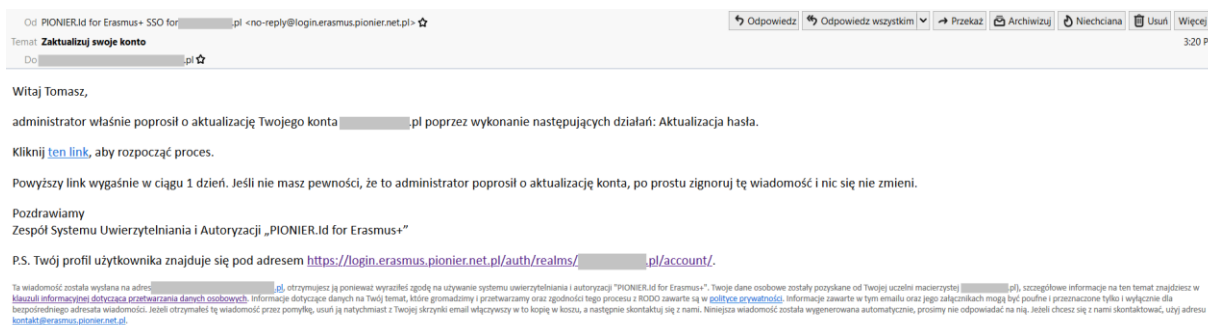 Od PIONIER.Id for Erasmus+ SSO for .pl <no-reply@login.erasmus.pionier.net.pl>
Odpowiedz Odpowiedz wszystkim Przekaż Archiwizuj Niechciana Usuń Więcej
Temat Zaktualizuj swoje konto
3:20 P
Do .pl
Witaj Tomasz,
administrator właśnie poprosił o aktualizację Twojego konta .pl poprzez wykonanie następujących działań: Aktualizacja hasła.
Kliknij ten link, aby rozpocząć proces.
Powyższy link wygaśnie w ciągu 1 dzień. Jeśli nie masz pewności, że to administrator poprosił o aktualizację konta, po prostu zignoruj tę wiadomość i nic się nie zmieni.
Pozdrawiamy
Zespół Systemu Uwierzytelniania i Autoryzacji „PIONIER.Id for Erasmus+”
P.S. Twój profil użytkownika znajduje się pod adresem https://login.erasmus.pionier.net.pl/auth/realms/ .pl/account/.
Ta wiadomość została wysłana na adres .pl, otrzymujesz ją ponieważ wyraziłeś zgodę na używanie systemu uwierzytelniania i autoryzacji "PIONIER.Id for Erasmus+". Twoje dane osobowe zostały pozyskane od Twojej uczelni macierzystej .pl), szczegółowe informacje na ten temat znajdziesz w
klauzuli informacyjnej dotycząca przetwarzania danych osobowych. Informacje dotyczące danych na Twój temat, które gromadzimy i przetwarzamy oraz zgodności tego procesu z RODO zawarte są w polityce prywatności. Informacje zawarte w tym emailu oraz jego załącznikach mogą być poufne i przeznaczone tylko i wyłącznie dla
bezpośredniego adresata wiadomości. Jeżeli otrzymałeś tę wiadomość przez pomyłkę, usuń ją natychmiast z Twojej skrzynki email włączywszy w to kopię w koszu, a następnie skontaktuj się z nami. Niniejsza wiadomość została wygenerowana automatycznie, prosimy nie odpowiadać na nią. Jeżeli chcesz się z nami skontaktować, użyj adresu
kontakt@erasmus.pionier.net.pl.